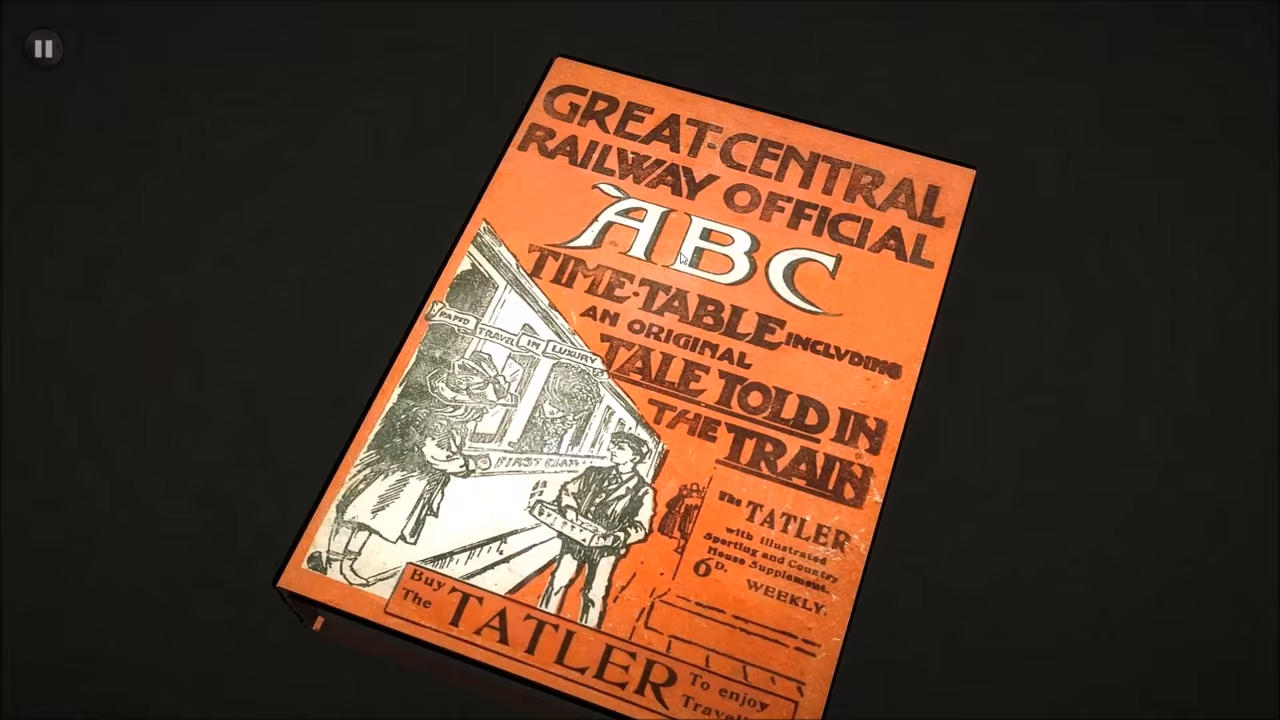 GREAT·CENTRAL
RAILWAY OFFICIAL
ABC
TIME·TABLE INCLVDING
AN ORIGINAL
TALE TOLD IN
THE TRAIN
RAPID TRAVEL IN LUXURY
FIRST CLASS
The TATLER
with illustrated
Sporting and Country
House Supplement.
6D. WEEKLY.
Buy The TATLER To enjoy